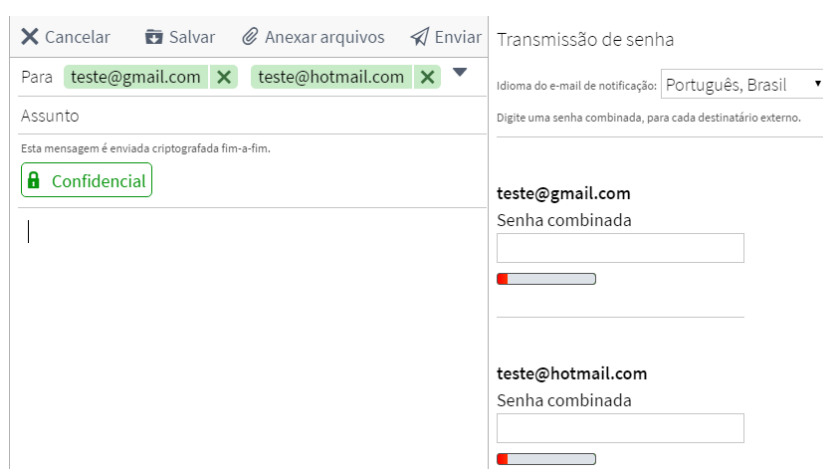 Cancelar Salvar Anexar arquivos Enviar
Para teste@gmail.com teste@hotmail.com
Assunto
Esta mensagem é enviada criptografada fim-a-fim.
Confidencial
Transmissão de senha
Idioma do e-mail de notificação: Português, Brasil
Digite uma senha combinada, para cada destinatário externo.
teste@gmail.com
Senha combinada
teste@hotmail.com
Senha combinada